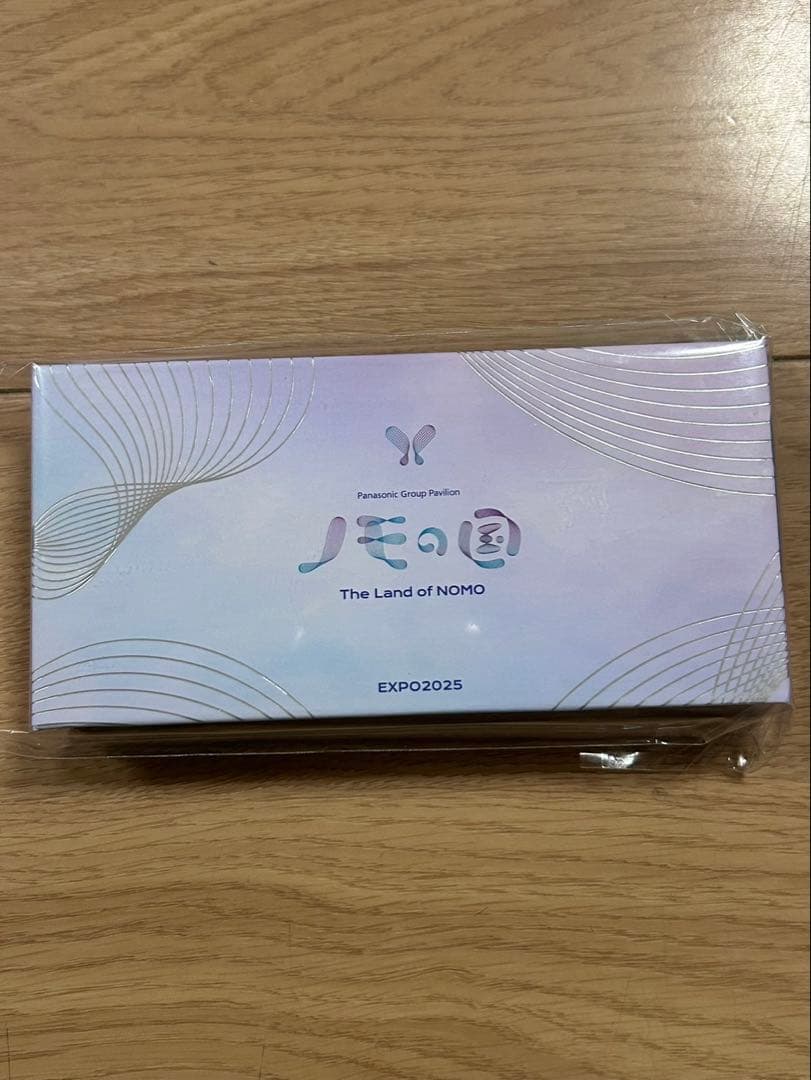 Panasonic Group Pavilion
ノモの国
The Land of NOMO
EXPO2025